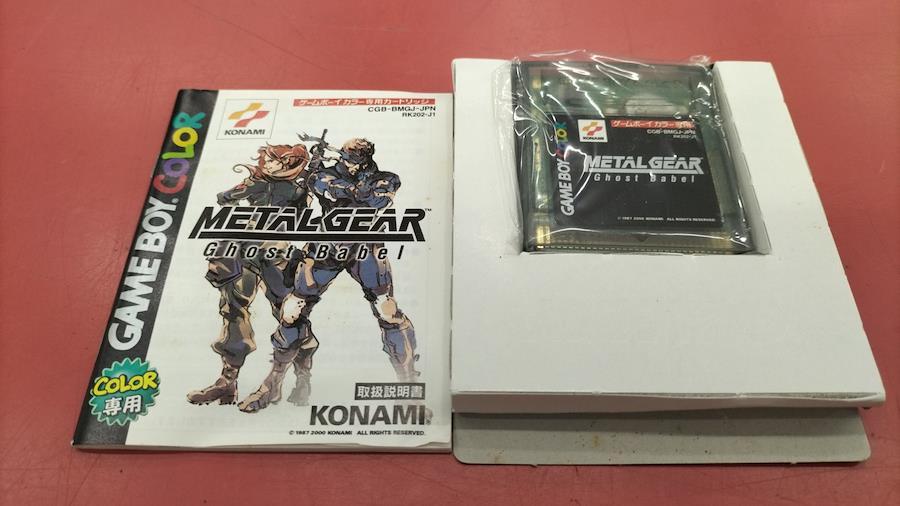 GAME BOY COLOR
KONAMI
ゲームボーイカラー専用カートリッジ
CGB-BMGJ-JPN
RK202-J1
METAL GEAR™
Ghost Babel
COLOR
専用
取扱説明書
KONAMI
© 1987 2000 KONAMI ALL RIGHTS RESERVED.
GAME BOY COLOR
KONAMI
ゲームボーイカラー専用
CGB-BMGJ-JPN
RK202-J1
METAL GEAR
Ghost Babel
© 1987 2000 KONAMI ALL RIGHTS RESERVED.